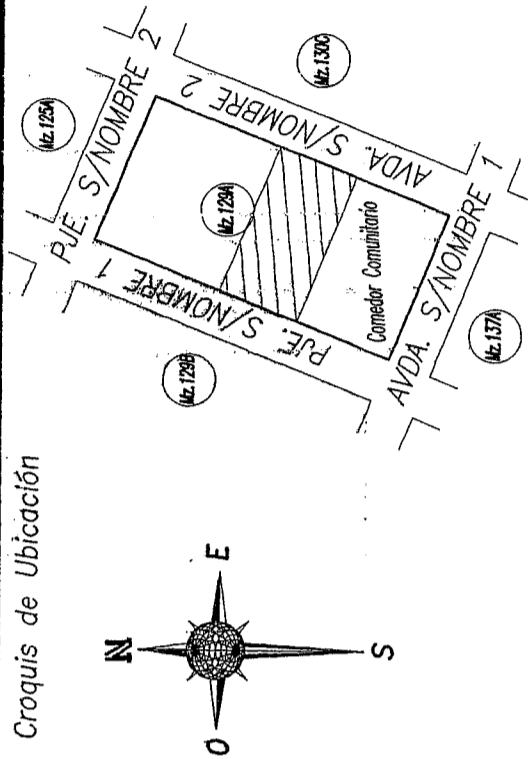 Croquis de Ubicación
N
O
E
S
Mz.125A
PJE. S/NOMBRE 2
Mz.129B
PJE. S/NOMBRE 1
Mz.129A
AVDA. S/NOMBRE 2
Mz.130C
Comedor Comunitario
AVDA. S/NOMBRE 1
Mz.137A